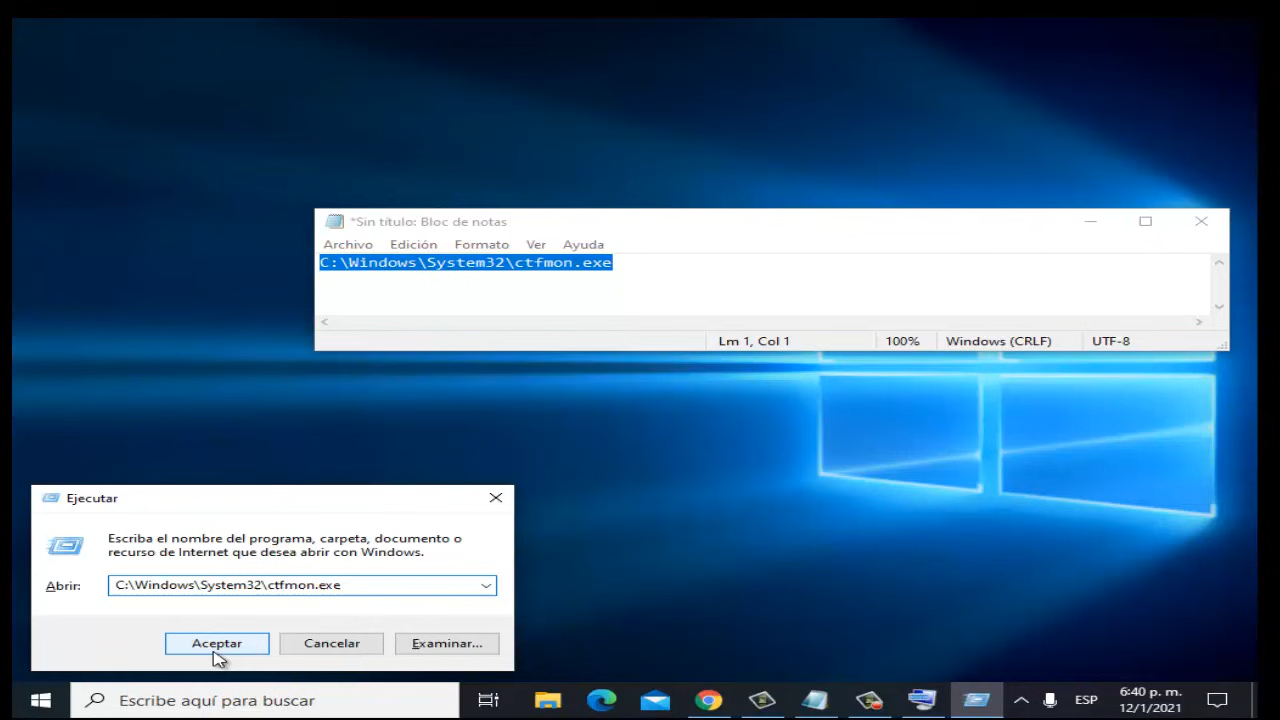 *Sin título: Bloc de notas
Archivo Edición Formato Ver Ayuda
C:\Windows\System32\ctfmon.exe
Lm 1, Col 1 100% Windows (CRLF) UTF-8
Ejecutar
Escriba el nombre del programa, carpeta, documento o
recurso de Internet que desea abrir con Windows.
Abrir: C:\Windows\System32\ctfmon.exe
Aceptar Cancelar Examinar...
Escribe aquí para buscar
ESP
6:40 p. m.
12/1/2021